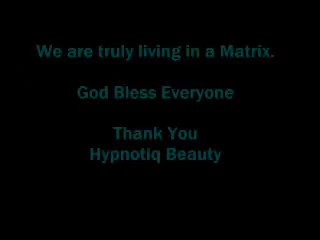 We are truly living in a Matrix.
God Bless Everyone
Thank You
Hypnotiq Beauty